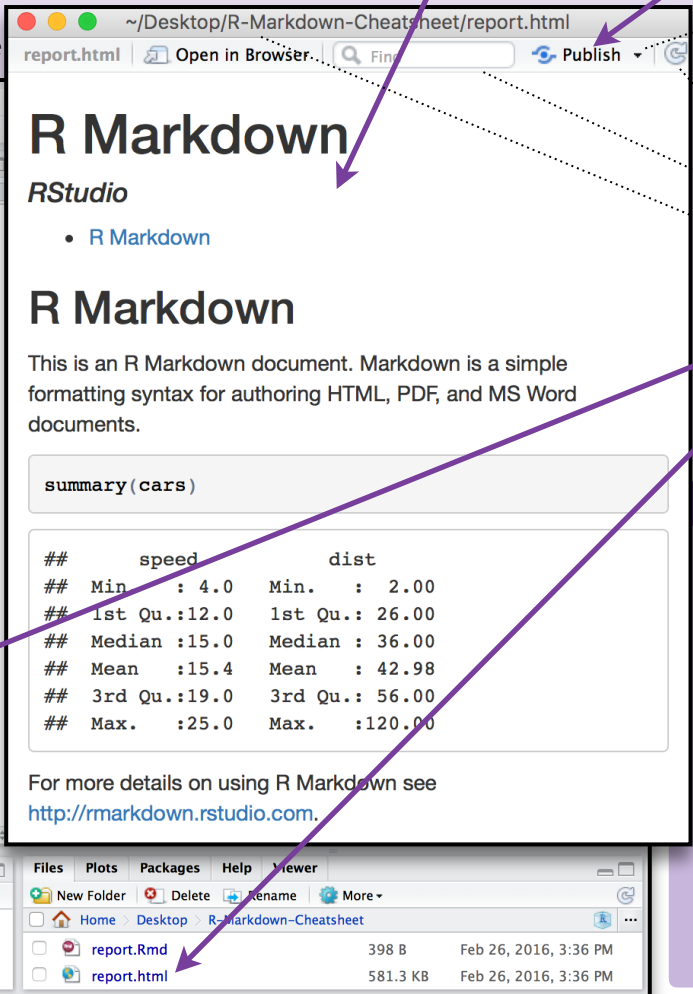 ~/Desktop/R-Markdown-Cheatsheet/report.html
report.html Open in Browser Find Publish
R Markdown
RStudio
• R Markdown
R Markdown
This is an R Markdown document. Markdown is a simple
formatting syntax for authoring HTML, PDF, and MS Word
documents.
summary(cars)
## speed dist
## Min. : 4.0 Min. : 2.00
## 1st Qu.:12.0 1st Qu.: 26.00
## Median :15.0 Median : 36.00
## Mean :15.4 Mean : 42.98
## 3rd Qu.:19.0 3rd Qu.: 56.00
## Max. :25.0 Max. :120.00
For more details on using R Markdown see
http://rmarkdown.rstudio.com.
Files Plots Packages Help Viewer
New Folder Delete Rename More
Home Desktop R-Markdown-Cheatsheet ...
report.Rmd 398 B Feb 26, 2016, 3:36 PM
report.html 581.3 KB Feb 26, 2016, 3:36 PM